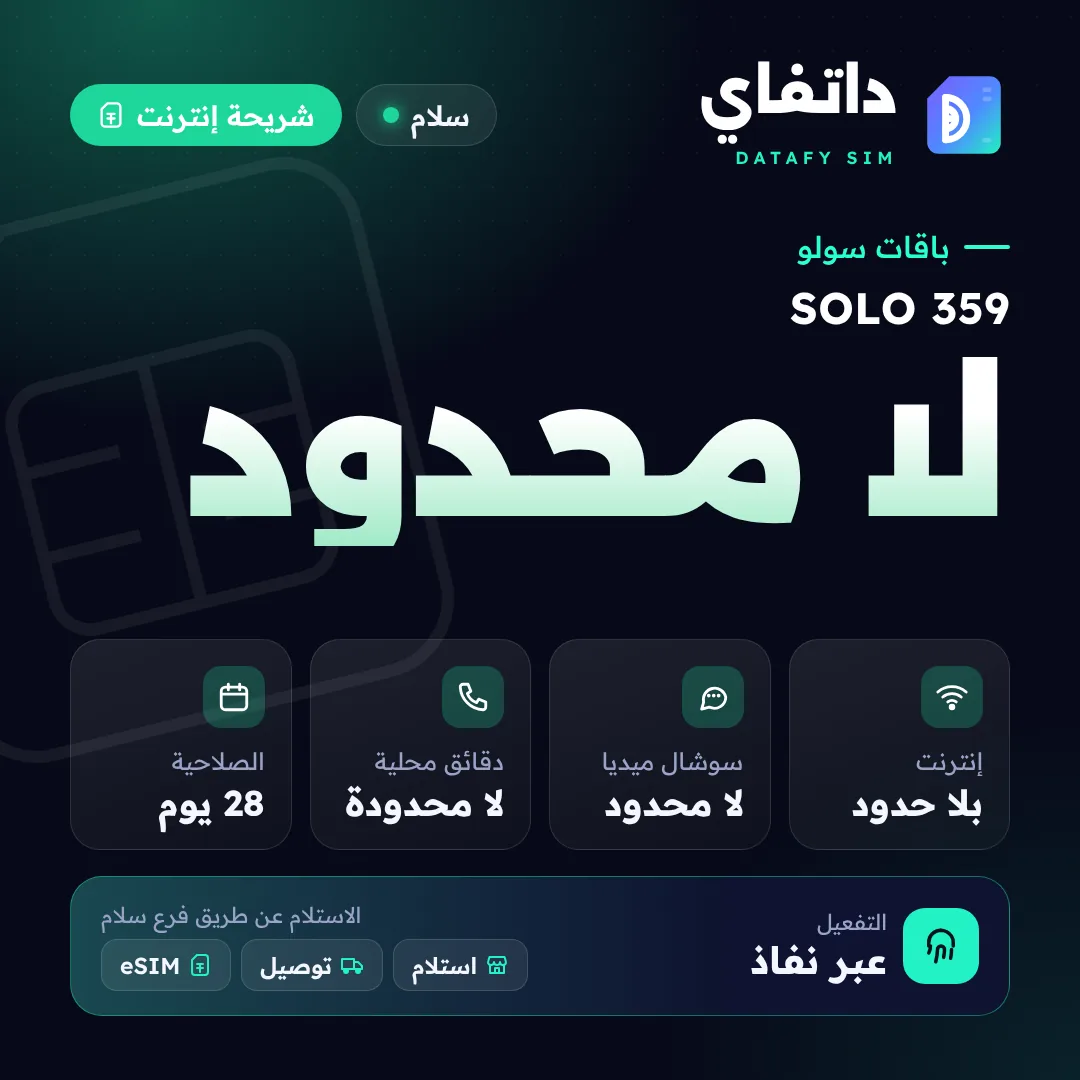 داتفاي
DATAFY SIM
سلام
شريحة إنترنت
باقات سولو
SOLO 359
لا محدود
إنترنت
بلا حدود
سوشال ميديا
لا محدود
دقائق محلية
لا محدودة
الصلاحية
28 يوم
التفعيل
عبر نفاذ
الاستلام عن طريق فرع سلام
استلام
توصيل
eSIM